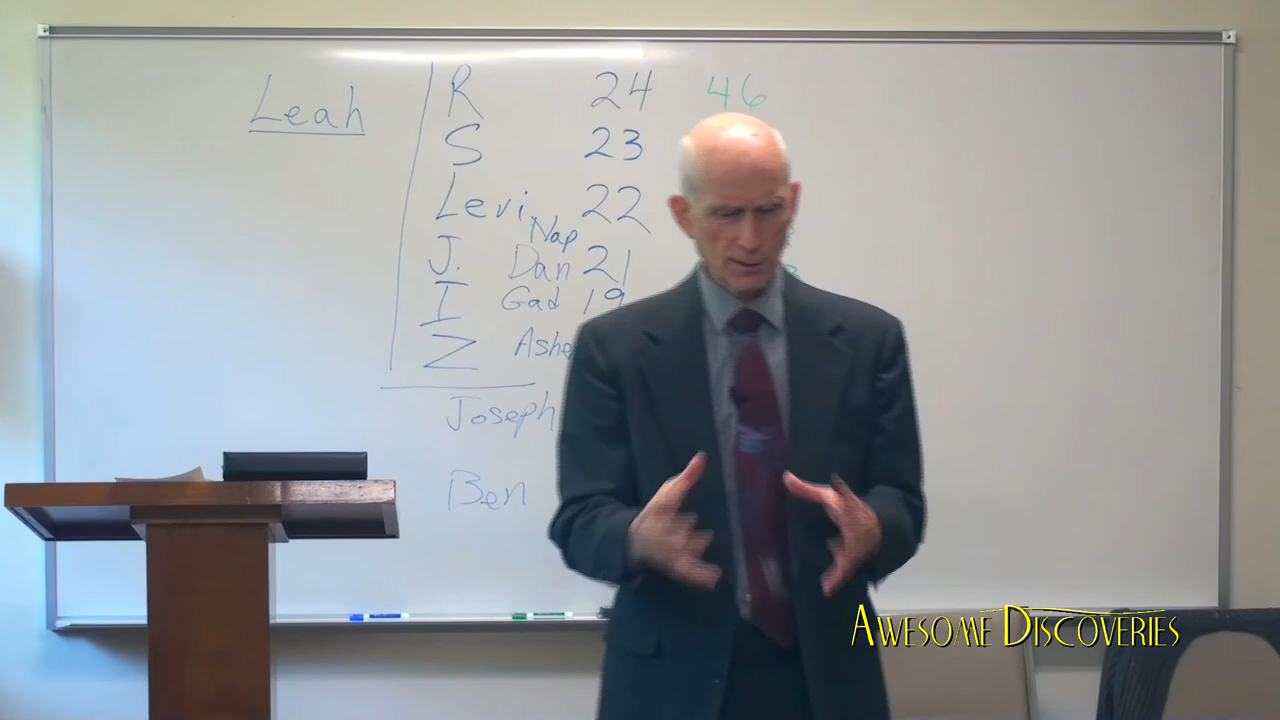 Leah R 24 46
S 23
Levi 22
Nap
J. Dan 21
I Gad 19
Z Ashe
Joseph
Ben
AWESOME DISCOVERIES